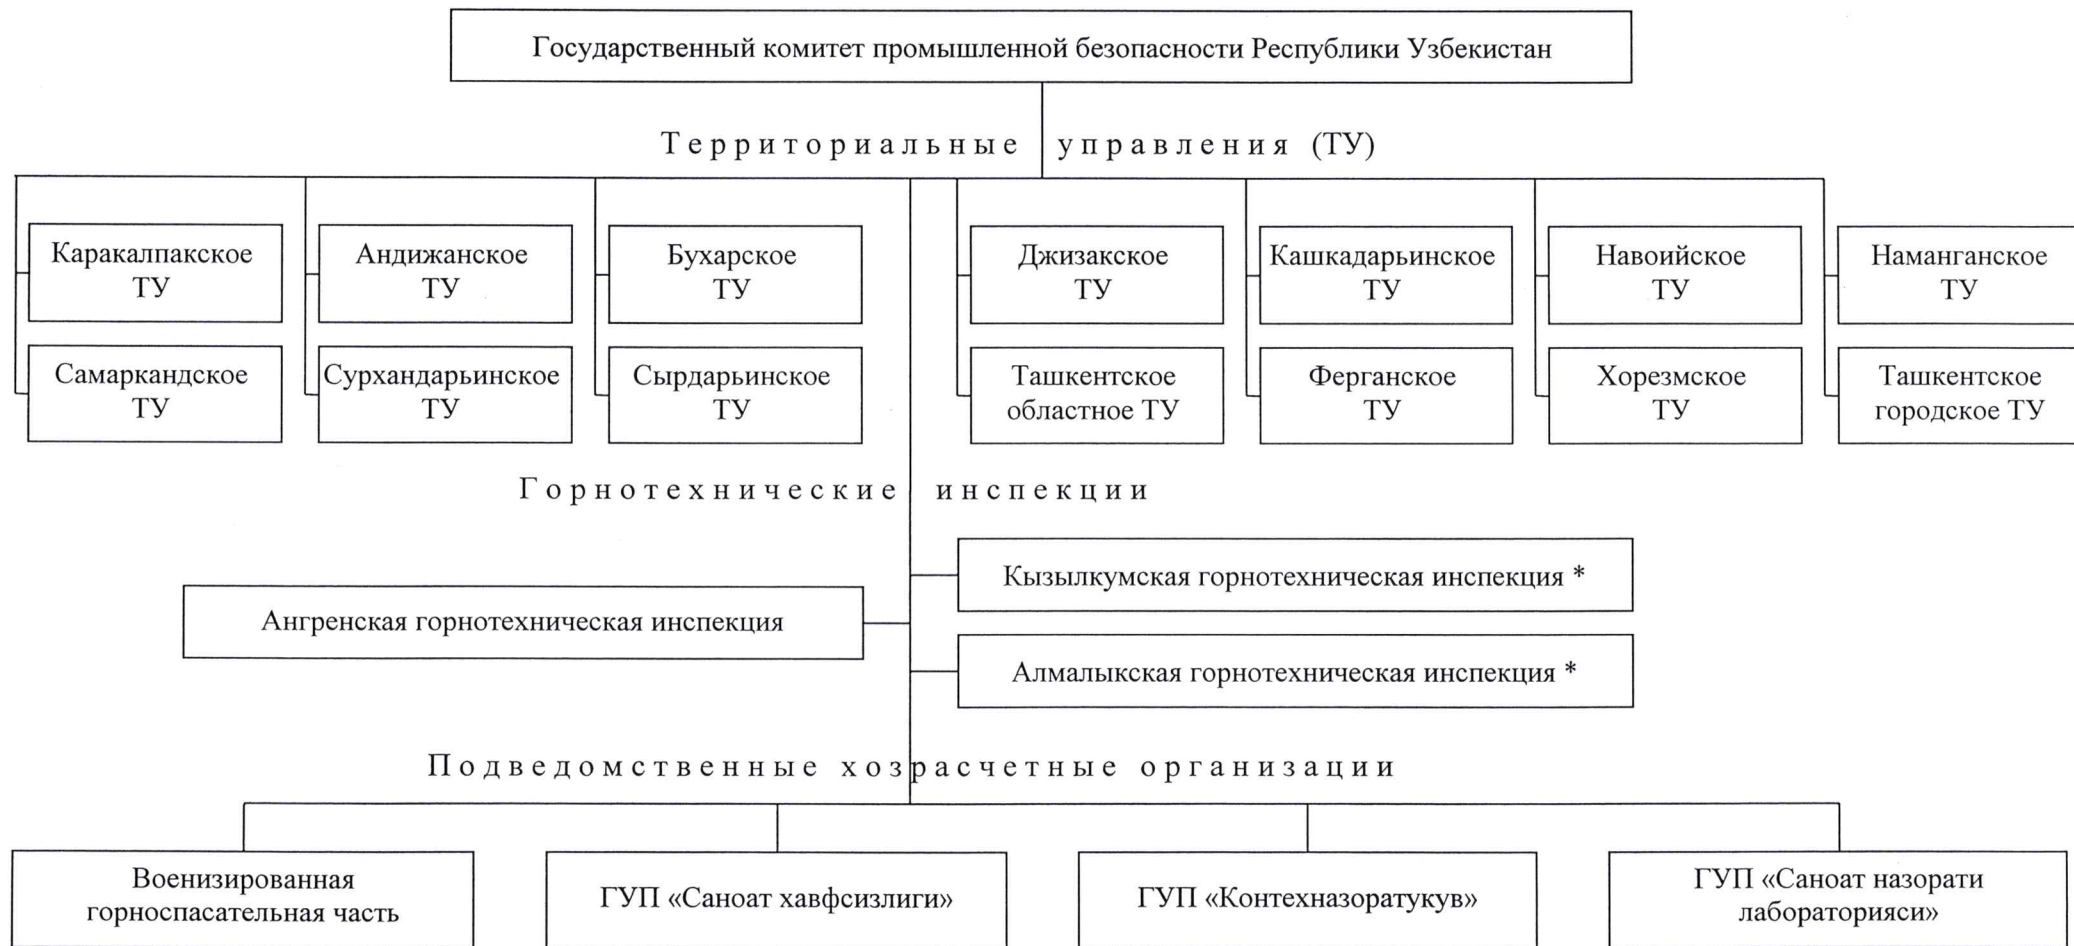 Государственный комитет промышленной безопасности Республики Узбекистан
Территориальные управления (ТУ)
Каракалпакское
ТУ
Андижанское
ТУ
Бухарское
ТУ
Джизакское
ТУ
Кашкадарьинское
ТУ
Навоийское
ТУ
Наманганское
ТУ
Самаркандское
ТУ
Сурхандарьинское
ТУ
Сырдарьинское
ТУ
Ташкентское
областное ТУ
Ферганское
ТУ
Хорезмское
ТУ
Ташкентское
городское ТУ
Горнотехнические инспекции
Кызылкумская горнотехническая инспекция *
Ангренская горнотехническая инспекция
Алмалыкская горнотехническая инспекция *
Подведомственные хозрасчетные организации
Военизированная
горноспасательная часть
ГУП «Саноат хавфсизлиги»
ГУП «Контехназоратукув»
ГУП «Саноат назорати
лабораторияси»